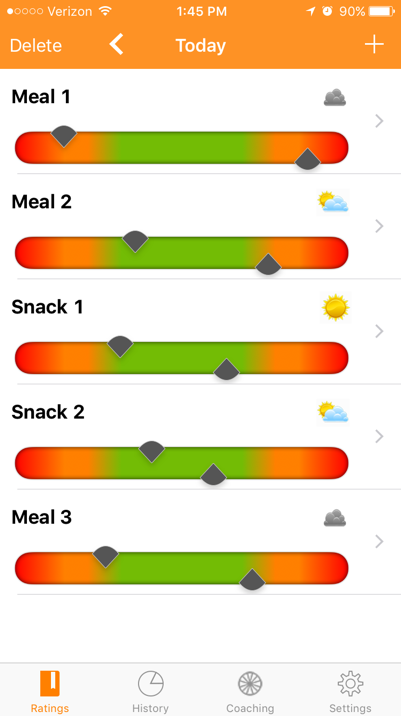 Verizon 1:45 PM 90%
Delete Today
Meal 1
Meal 2
Snack 1
Snack 2
Meal 3
Ratings History Coaching Settings